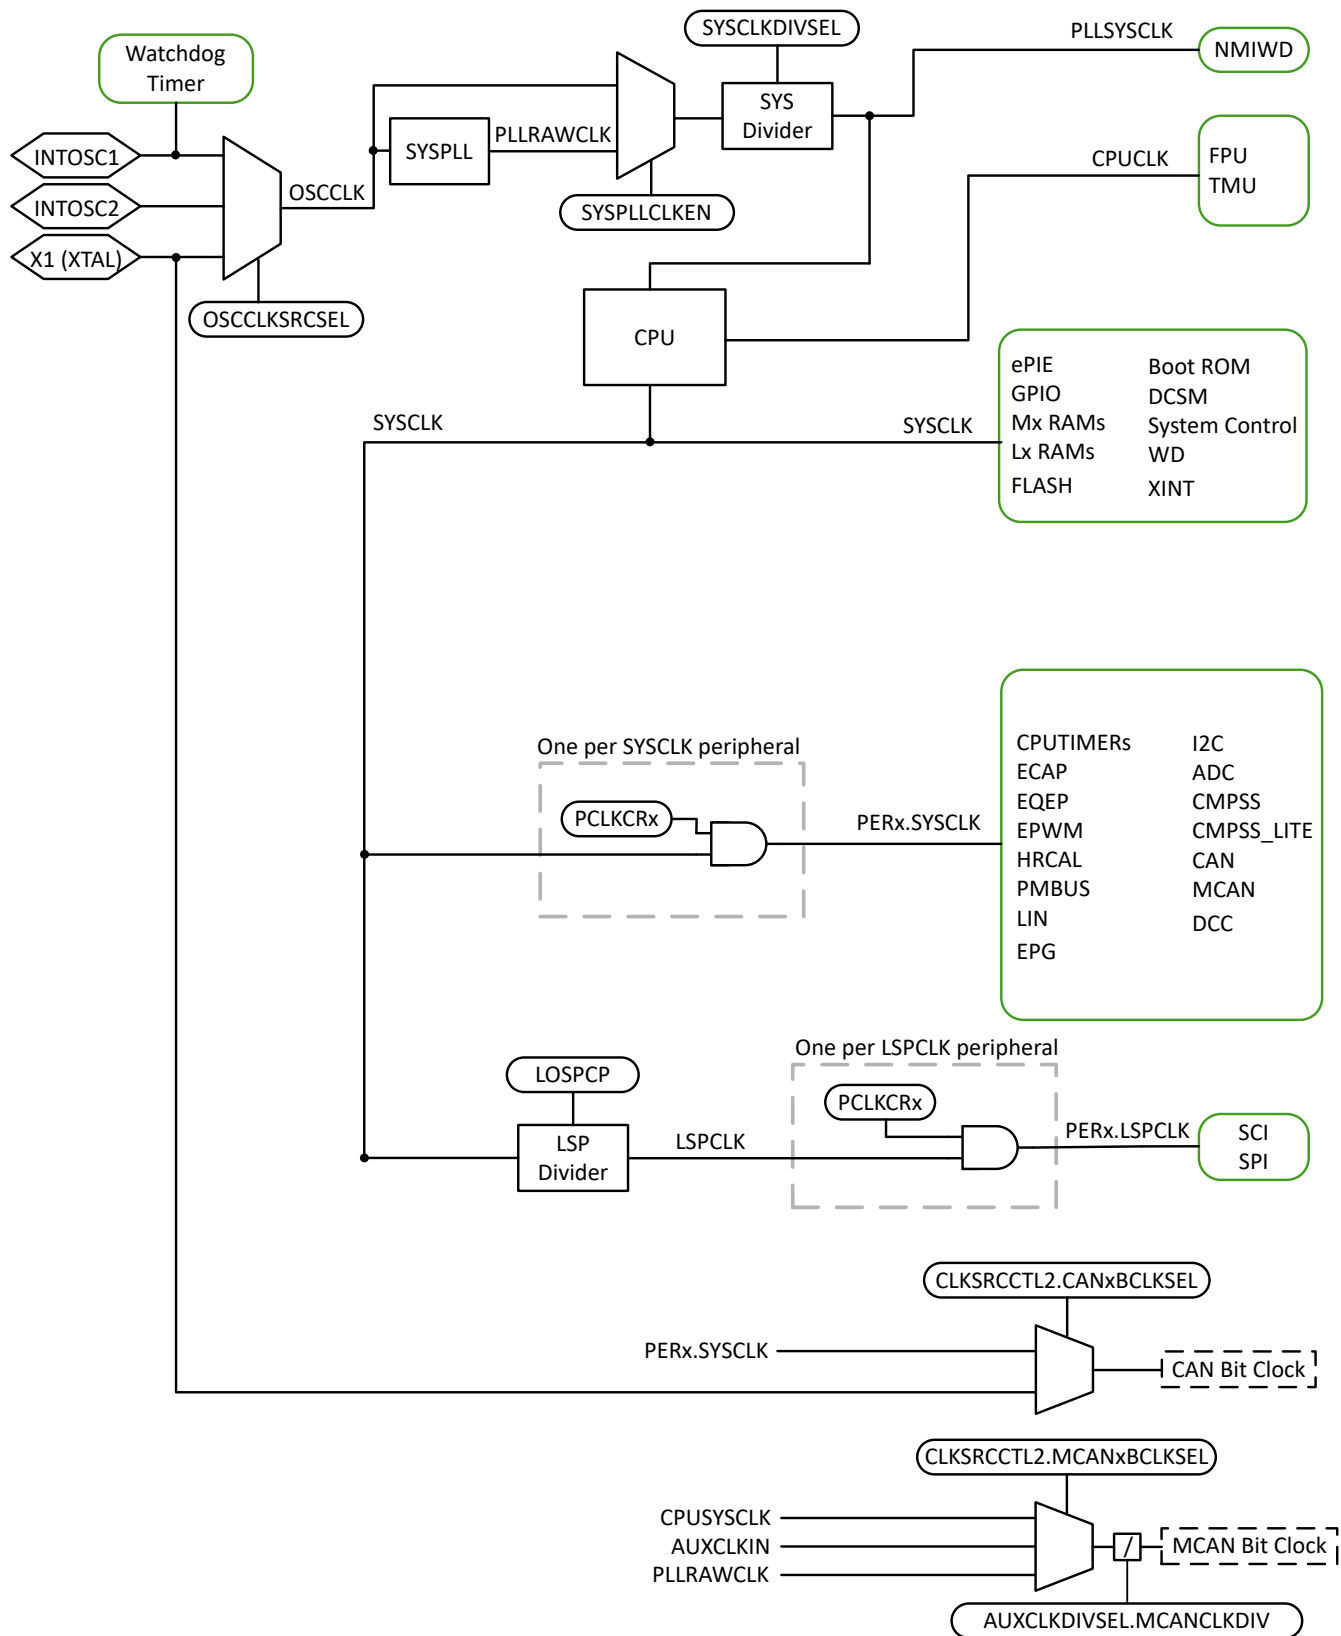 SYSCLKDIVSEL
PLLSYSCLK
NMIWD
Watchdog
Timer
SYS
Divider
INTOSC1
SYSPLL
PLLRAWCLK
CPUCLK
FPU
TMU
OSCCLK
INTOSC2
SYSPLLCLKEN
X1 (XTAL)
OSCCLKSRCSEL
CPU
ePIE
Boot ROM
GPIO
DCSM
Mx RAMs
System Control
SYSCLK
SYSCLK
Lx RAMs
WD
FLASH
XINT
One per SYSCLK peripheral
CPUTIMERs
I2C
ECAP
ADC
EQEP
CMPSS
PCLKCRx
PERx.SYSCLK
EPWM
CMPSS_LITE
HRCAL
CAN
PMBUS
MCAN
LIN
DCC
EPG
One per LSPCLK peripheral
LOSPCP
PCLKCRx
LSP
Divider
LSPCLK
PERx.LSPCLK
SCI
SPI
CLKSRCCTL2.CANxBCLKSEL
PERx.SYSCLK
CAN Bit Clock
CLKSRCCTL2.MCANxBCLKSEL
CPUSYSCLK
AUXCLKIN
PLLRAWCLK
/
MCAN Bit Clock
AUXCLKDIVSEL.MCANCLKDIV